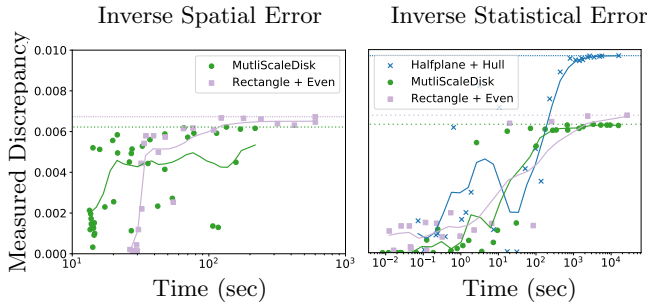 Inverse Spatial Error
Inverse Statistical Error
Measured Discrepancy
0.010
0.008
0.006
0.004
0.002
0.000
MutliScaleDisk
Rectangle + Even
10¹
10²
10³
Time (sec)
Halfplane + Hull
MutliScaleDisk
Rectangle + Even
10⁻² 10⁻¹ 10⁰ 10¹ 10² 10³ 10⁴
Time (sec)